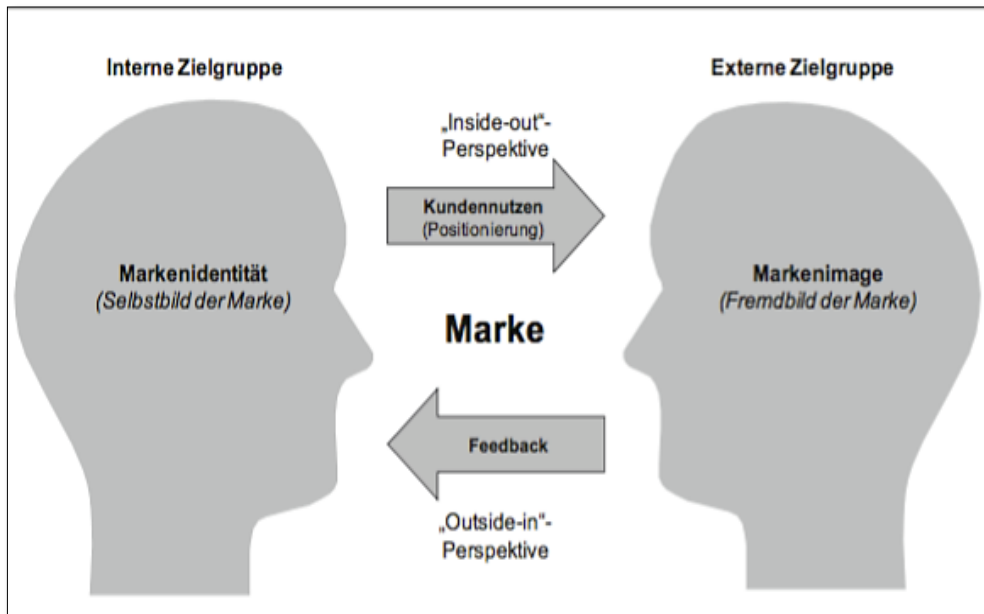 Interne Zielgruppe
Externe Zielgruppe
„Inside-out“-
Perspektive
Kundennutzen
(Positionierung)
Markenidentität
(Selbstbild der Marke)
Markenimage
(Fremdbild der Marke)
Marke
Feedback
„Outside-in“-
Perspektive